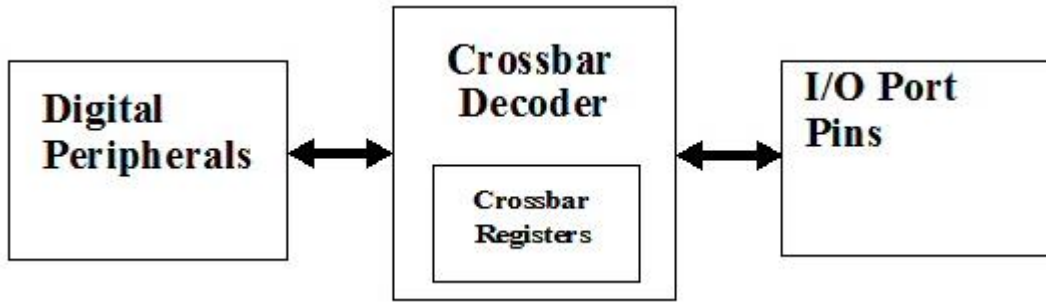 Digital
Peripherals
Crossbar
Decoder
Crossbar
Registers
I/O Port
Pins